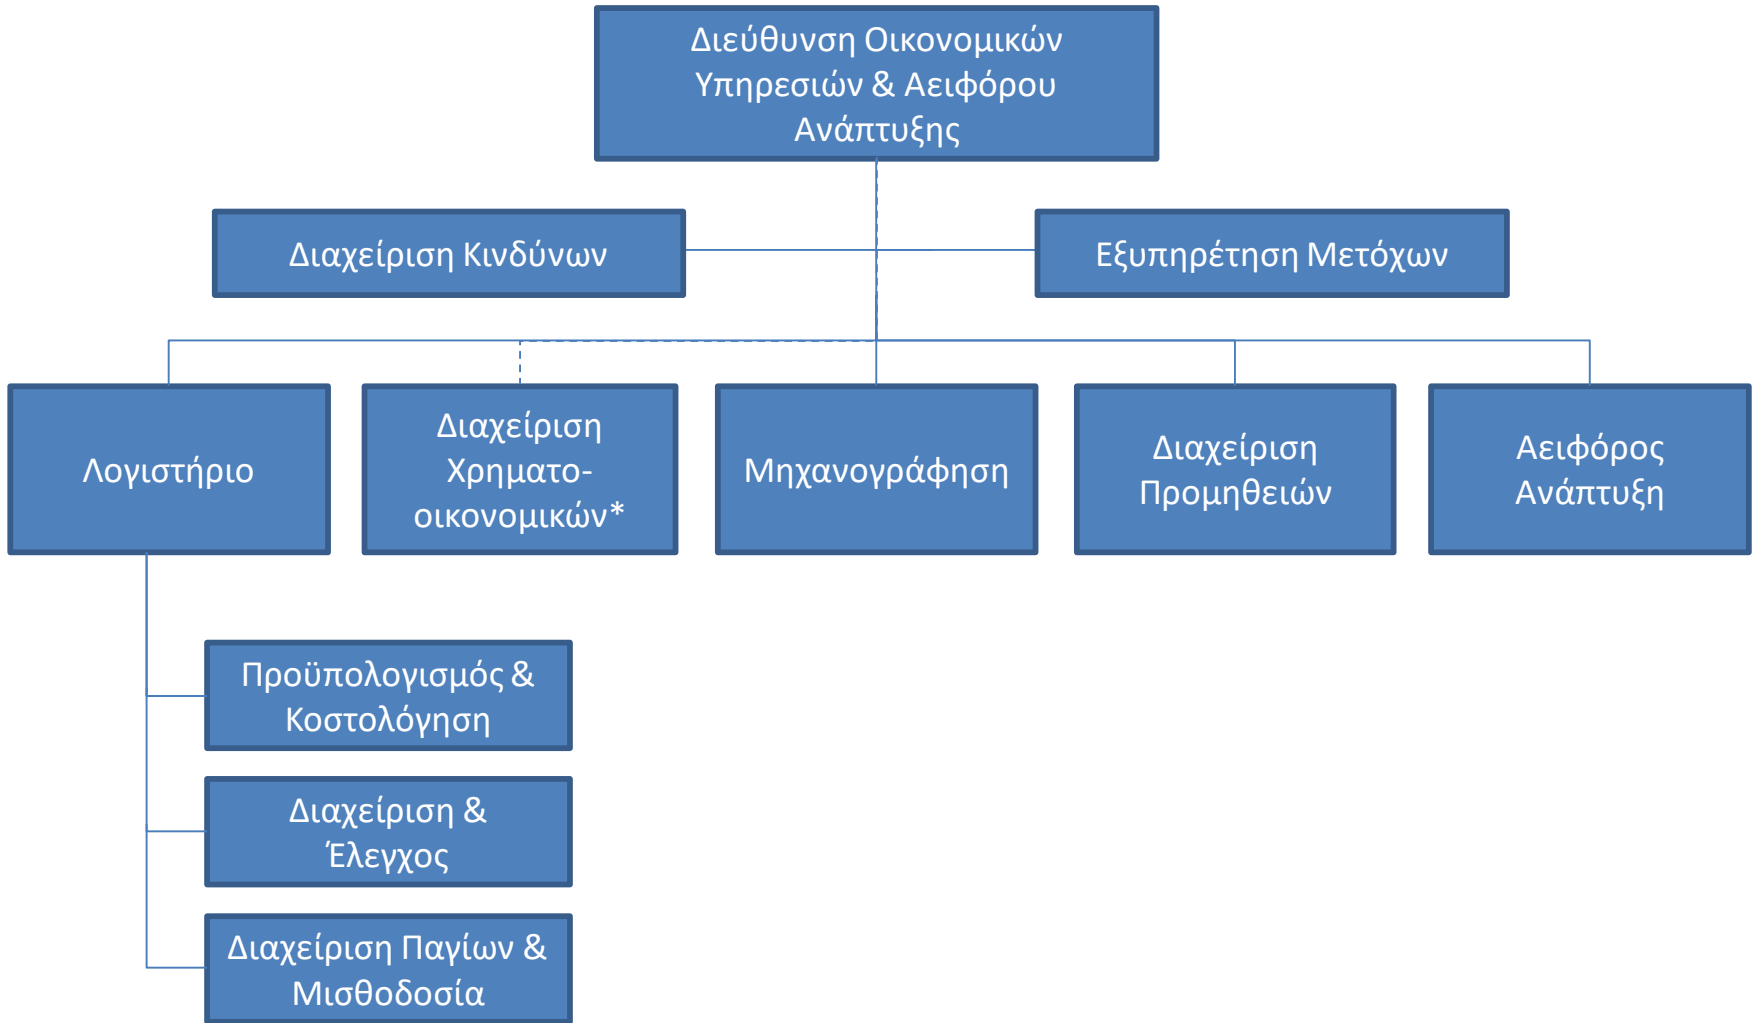 Διεύθυνση Οικονομικών
Υπηρεσιών & Αειφόρου
Ανάπτυξης
Διαχείριση Κινδύνων
Εξυπηρέτηση Μετόχων
Λογιστήριο
Διαχείριση
Χρηματο-
οικονομικών*
Μηχανογράφηση
Διαχείριση
Προμηθειών
Αειφόρος
Ανάπτυξη
Προϋπολογισμός &
Κοστολόγηση
Διαχείριση &
Έλεγχος
Διαχείριση Παγίων &
Μισθοδοσία